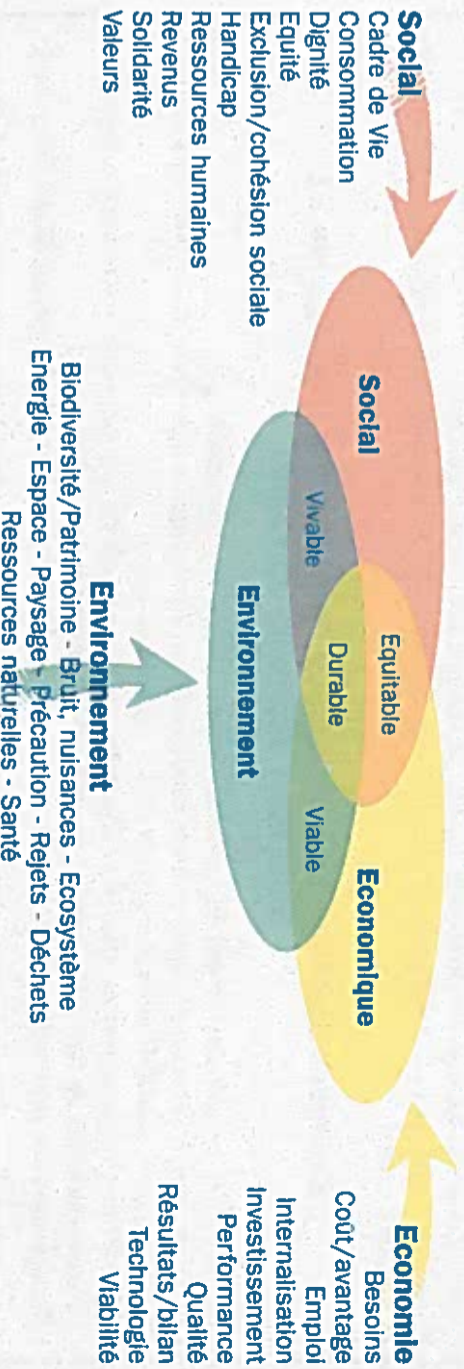 Social
Cadre de Vie
Consommation
Dignité
Equité
Exclusion/cohésion sociale
Handicap
Ressources humaines
Revenus
Solidarité
Valeurs
Social
Equitable
Economique
Vivable
Durable
Viable
Environnement
Economie
Besoins
Coût/avantage
Emploi
Internalisation
Investissement
Performance
Qualité
Résultats/bilan
Technologie
Viabilité
Environnement
Biodiversité/Patrimoine - Bruit, nuisances - Ecosystème
Energie - Espace - Paysage - Précaution - Rejets - Déchets
Ressources naturelles - Santé